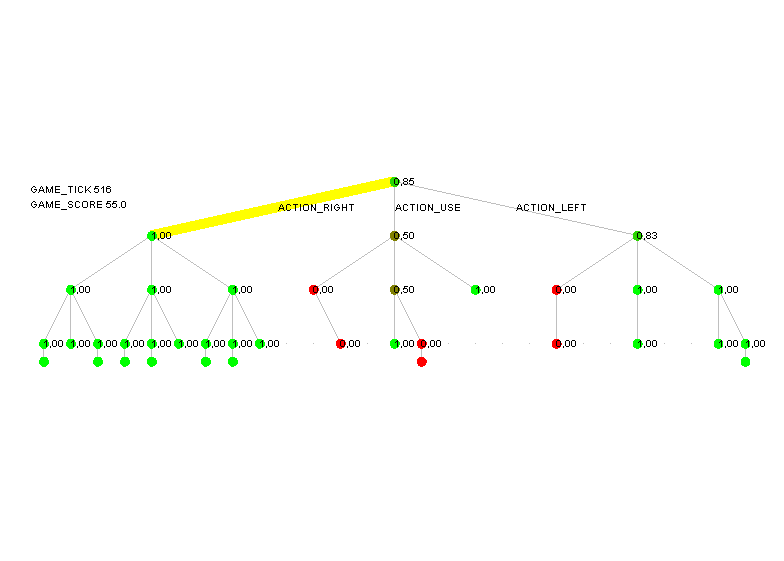 0,85
GAME_TICK 516
GAME_SCORE 55.0
ACTION_RIGHT ACTION_USE ACTION_LEFT
1,00 0,50 0,83
1,00 1,00 1,00 0,00 0,50 1,00 0,00 1,00 1,00
1,00 1,00 1,00 1,00 1,00 1,00 1,00 1,00 1,00 0,00 1,00 0,00 0,00 1,00 1,00 1,00